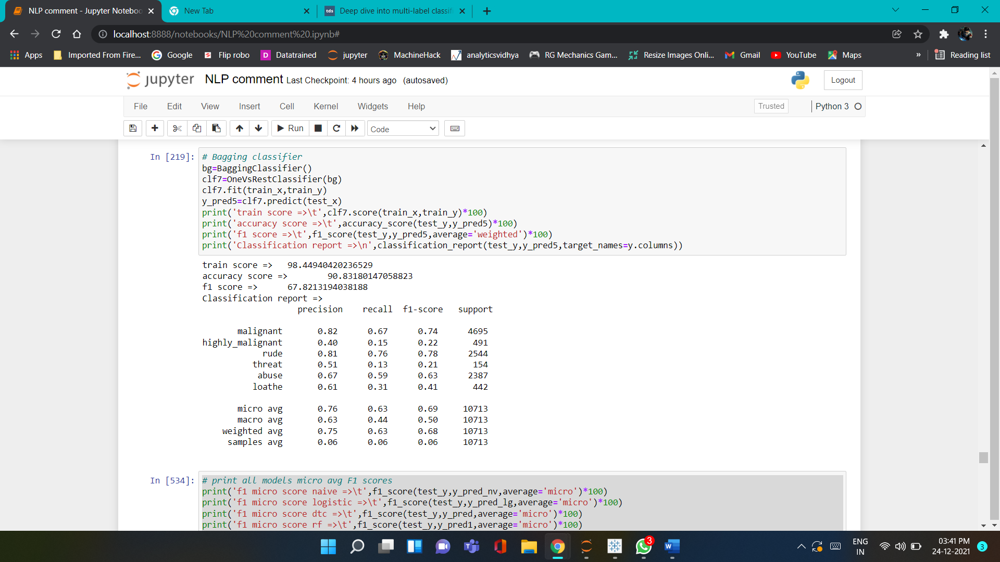 NLP comment - Jupyter Noteboo
New Tab
tds Deep dive into multi-label classif
localhost:8888/notebooks/NLP%20comment%20.ipynb#
Apps Imported From Fire... Google Flip robo Datatrained jupyter MachineHack analyticsvidhya RG Mechanics Gam... Resize Images Onli... Gmail YouTube Maps » Reading list
jupyter NLP comment Last Checkpoint: 4 hours ago (autosaved) Logout
File Edit View Insert Cell Kernel Widgets Help Trusted Python 3
Run Code
In [219]: # Bagging classifier
bg=BaggingClassifier()
clf7=OneVsRestClassifier(bg)
clf7.fit(train_x,train_y)
y_pred5=clf7.predict(test_x)
print('train score =>\t',clf7.score(train_x,train_y)*100)
print('accuracy score =>\t',accuracy_score(test_y,y_pred5)*100)
print('f1 score =>\t',f1_score(test_y,y_pred5,average='weighted')*100)
print('Classification report =>\n',classification_report(test_y,y_pred5,target_names=y.columns))
train score => 98.44940420236529
accuracy score => 90.83180147058823
f1 score => 67.8213194038188
Classification report =>
precision recall f1-score support
malignant 0.82 0.67 0.74 4695
highly_malignant 0.40 0.15 0.22 491
rude 0.81 0.76 0.78 2544
threat 0.51 0.13 0.21 154
abuse 0.67 0.59 0.63 2387
loathe 0.61 0.31 0.41 442
micro avg 0.76 0.63 0.69 10713
macro avg 0.63 0.44 0.50 10713
weighted avg 0.75 0.63 0.68 10713
samples avg 0.06 0.06 0.06 10713
In [534]: # print all models micro avg F1 scores
print('f1 micro score naive =>\t',f1_score(test_y,y_pred_nv,average='micro')*100)
print('f1 micro score logistic =>\t',f1_score(test_y,y_pred_lg,average='micro')*100)
print('f1 micro score dtc =>\t',f1_score(test_y,y_pred,average='micro')*100)
print('f1 micro score rf =>\t',f1_score(test_y,y_pred1,average='micro')*100)
3
ENG
IN
03:41 PM
24-12-2021
3